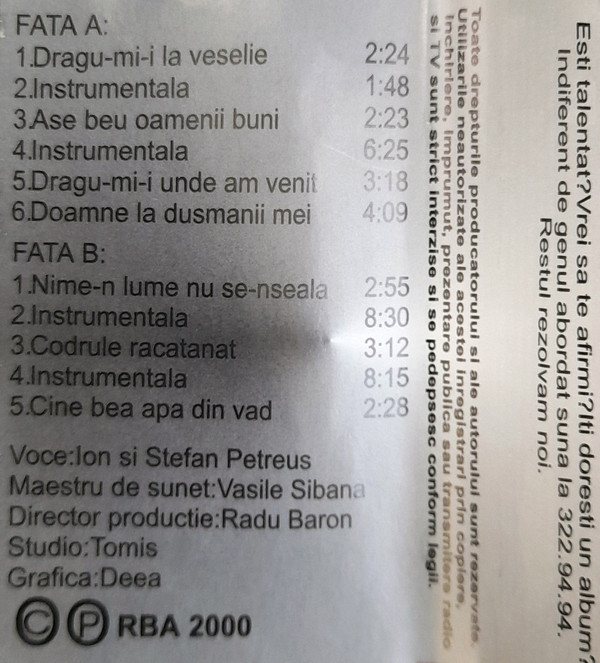 FATA A:
1.Dragu-mi-i la veselie 2:24
2.Instrumentala 1:48
3.Ase beu oamenii buni 2:23
4.Instrumentala 6:25
5.Dragu-mi-i unde am venit 3:18
6.Doamne la dusmanii mei 4:09
FATA B:
1.Nime-n lume nu se-nseala 2:55
2.Instrumentala 8:30
3.Codrule racatanat 3:12
4.Instrumentala 8:15
5.Cine bea apa din vad 2:28
Voce:Ion si Stefan Petreus
Maestru de sunet:Vasile Sibana
Director productie:Radu Baron
Studio:Tomis
Grafica:Deea
© ℗ RBA 2000
Toate drepturile producatorului si ale autorului sunt rezervate.
Utilizarile neautorizate ale acestei inregistrari prin copiere,
inchiriere, imprumut, prezentare publica sau transmitere radio
si TV sunt strict interzise si se pedepsesc conform legii.
Esti talentat?Vrei sa te afirmi?Iti doresti un album?
Indiferent de genul abordat suna la 322.94.94.
Restul rezolvam noi.